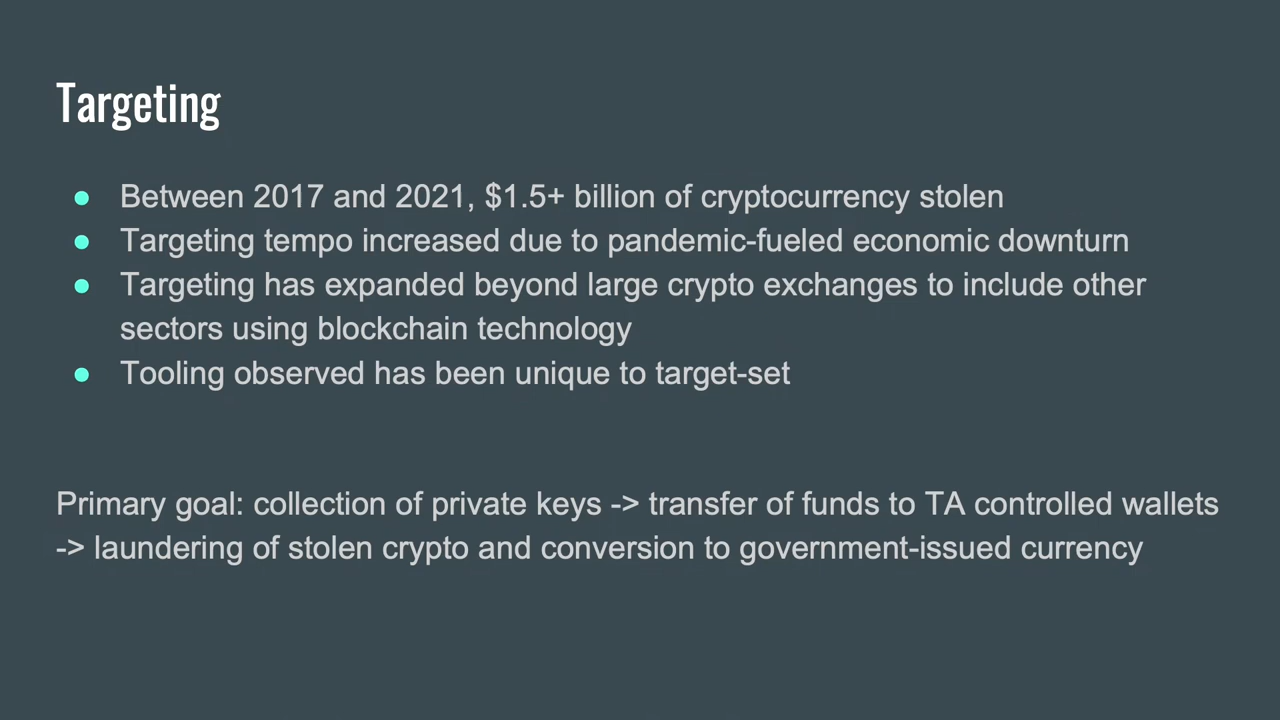 Targeting
● Between 2017 and 2021, $1.5+ billion of cryptocurrency stolen
● Targeting tempo increased due to pandemic-fueled economic downturn
● Targeting has expanded beyond large crypto exchanges to include other
sectors using blockchain technology
● Tooling observed has been unique to target-set
Primary goal: collection of private keys -> transfer of funds to TA controlled wallets
-> laundering of stolen crypto and conversion to government-issued currency